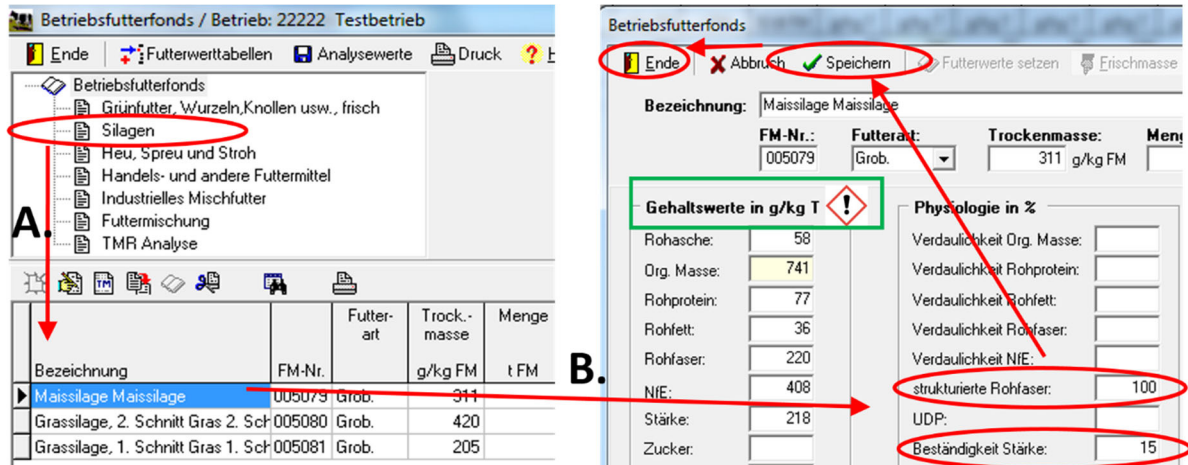 Betriebsfutterfonds / Betrieb: 22222 Testbetrieb
Ende Futterwerttabellen Analysewerte Druck ? H
Betriebsfutterfonds
Grünfutter, Wurzeln,Knollen usw., frisch
Silagen
Heu, Spreu und Stroh
Handels- und andere Futtermittel
Industrielles Mischfutter
Futtermischung
TMR Analyse
A.
TM
Futter-art Trock.-masse Menge
Bezeichnung FM-Nr. g/kg FM t FM
Maissilage Maissilage 005079 Grob. 311
Grassilage, 2. Schnitt Gras 2. Sch 005080 Grob. 420
Grassilage, 1. Schnitt Gras 1. Sch 005081 Grob. 205
B.
Betriebsfutterfonds
Ende Abbruch Speichern Futterwerte setzen Frischmasse
Bezeichnung: Maissilage Maissilage
FM-Nr.: Futterart: Trockenmasse: Meng
005079 Grob. 311 g/kg FM
Gehaltswerte in g/kg T !
Rohasche: 58
Org. Masse: 741
Rohprotein: 77
Rohfett: 36
Rohfaser: 220
NfE: 408
Stärke: 218
Zucker:
Physiologie in %
Verdaulichkeit Org. Masse:
Verdaulichkeit Rohprotein:
Verdaulichkeit Rohfett:
Verdaulichkeit Rohfaser:
Verdaulichkeit NfE:
strukturierte Rohfaser: 100
UDP:
Beständigkeit Stärke: 15